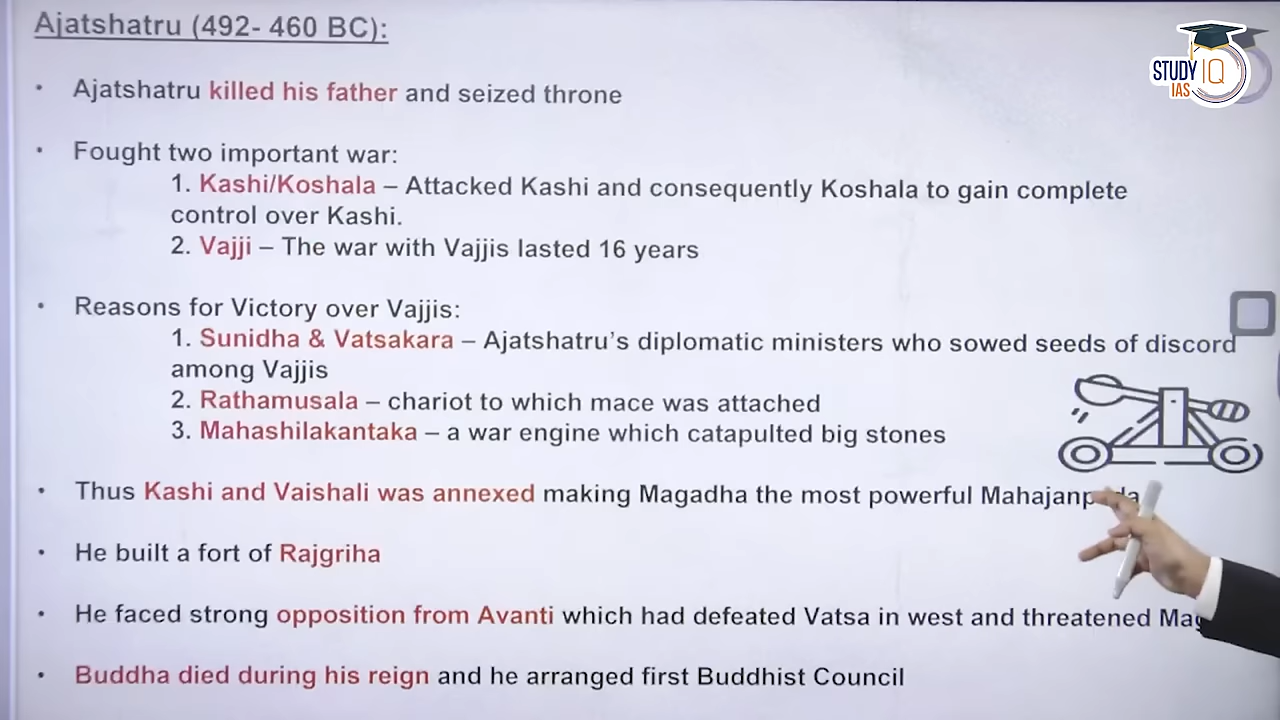 Ajatshatru (492- 460 BC):
STUDY IQ
IAS
• Ajatshatru killed his father and seized throne
• Fought two important war:
1. Kashi/Koshala – Attacked Kashi and consequently Koshala to gain complete
control over Kashi.
2. Vajji – The war with Vajjis lasted 16 years
• Reasons for Victory over Vajjis:
1. Sunidha & Vatsakara – Ajatshatru's diplomatic ministers who sowed seeds of discord
among Vajjis
2. Rathamusala – chariot to which mace was attached
3. Mahashilakantaka – a war engine which catapulted big stones
• Thus Kashi and Vaishali was annexed making Magadha the most powerful
• He built a fort of Rajgriha
• He faced strong opposition from Avanti which had defeated Vatsa in west and threatened
• Buddha died during his reign and he arranged first Buddhist Council